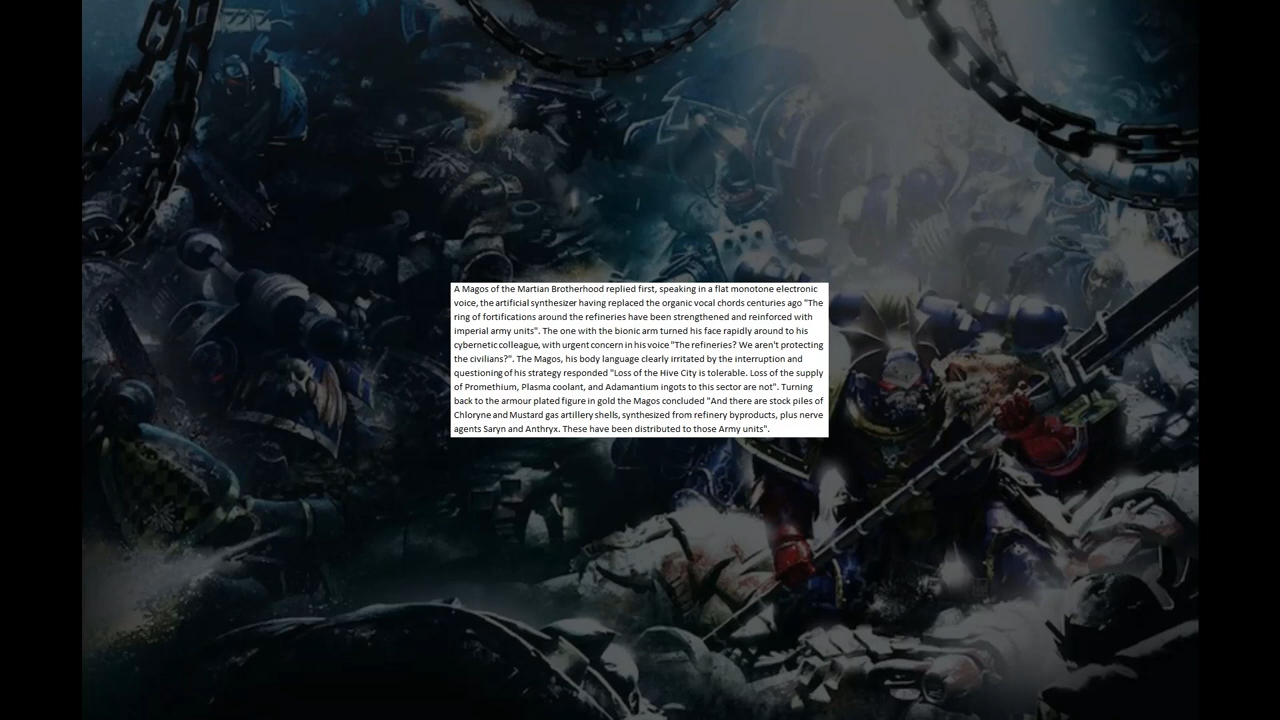 A Magos of the Martian Brotherhood replied first, speaking in a flat monotone electronic
voice, the artificial synthesizer having replaced the organic vocal chords centuries ago "The
ring of fortifications around the refineries have been strengthened and reinforced with
imperial army units". The one with the bionic arm turned his face rapidly around to his
cybernetic colleague, with urgent concern in his voice "The refineries? We aren't protecting
the civilians?". The Magos, his body language clearly irritated by the interruption and
questioning of his strategy responded "Loss of the Hive City is tolerable. Loss of the supply
of Promethium, Plasma coolant, and Adamantium ingots to this sector are not". Turning
back to the armour plated figure in gold the Magos concluded "And there are stock piles of
Chloryne and Mustard gas artillery shells, synthesized from refinery byproducts, plus nerve
agents Saryn and Anthryx. These have been distributed to those Army units".